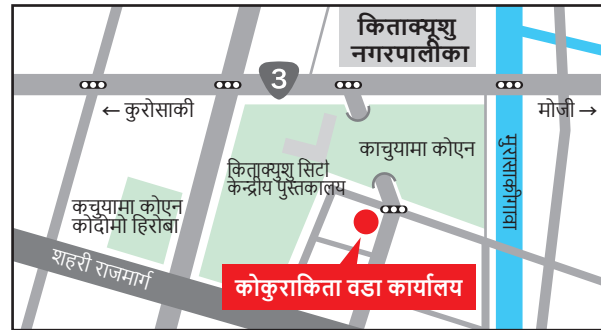 किताक्यूशु
नगरपालीका
3
← कुरोसाकी
मोजी →
काचुयामा कोएन
किताक्युशु सिटी
केन्द्रीय पुस्तकालय
कचुयामा कोएन
कोदोमो हिरोबा
मुरासाकीगावा
शहरी राजमार्ग
कोकुराकिता वडा कार्यालय